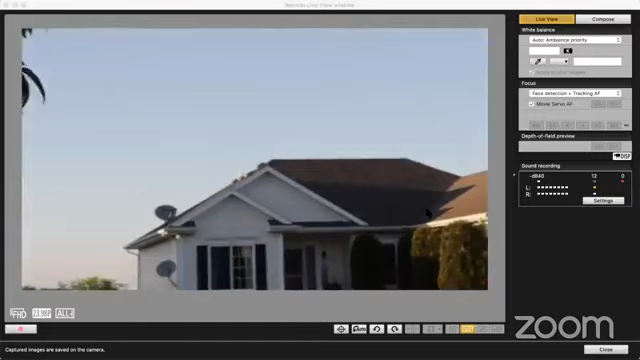 Remote Live View window
Live View
Compose
White balance
Auto: Ambience priority
K
Focus
Face detection + Tracking AF
Movie Servo AF
Depth-of-field preview
DISP
Sound recording
-dB40 12 0
L:
R:
Settings
FHD 23.98P ALL-I
Auto
Captured images are saved on the camera.
Close
zoom